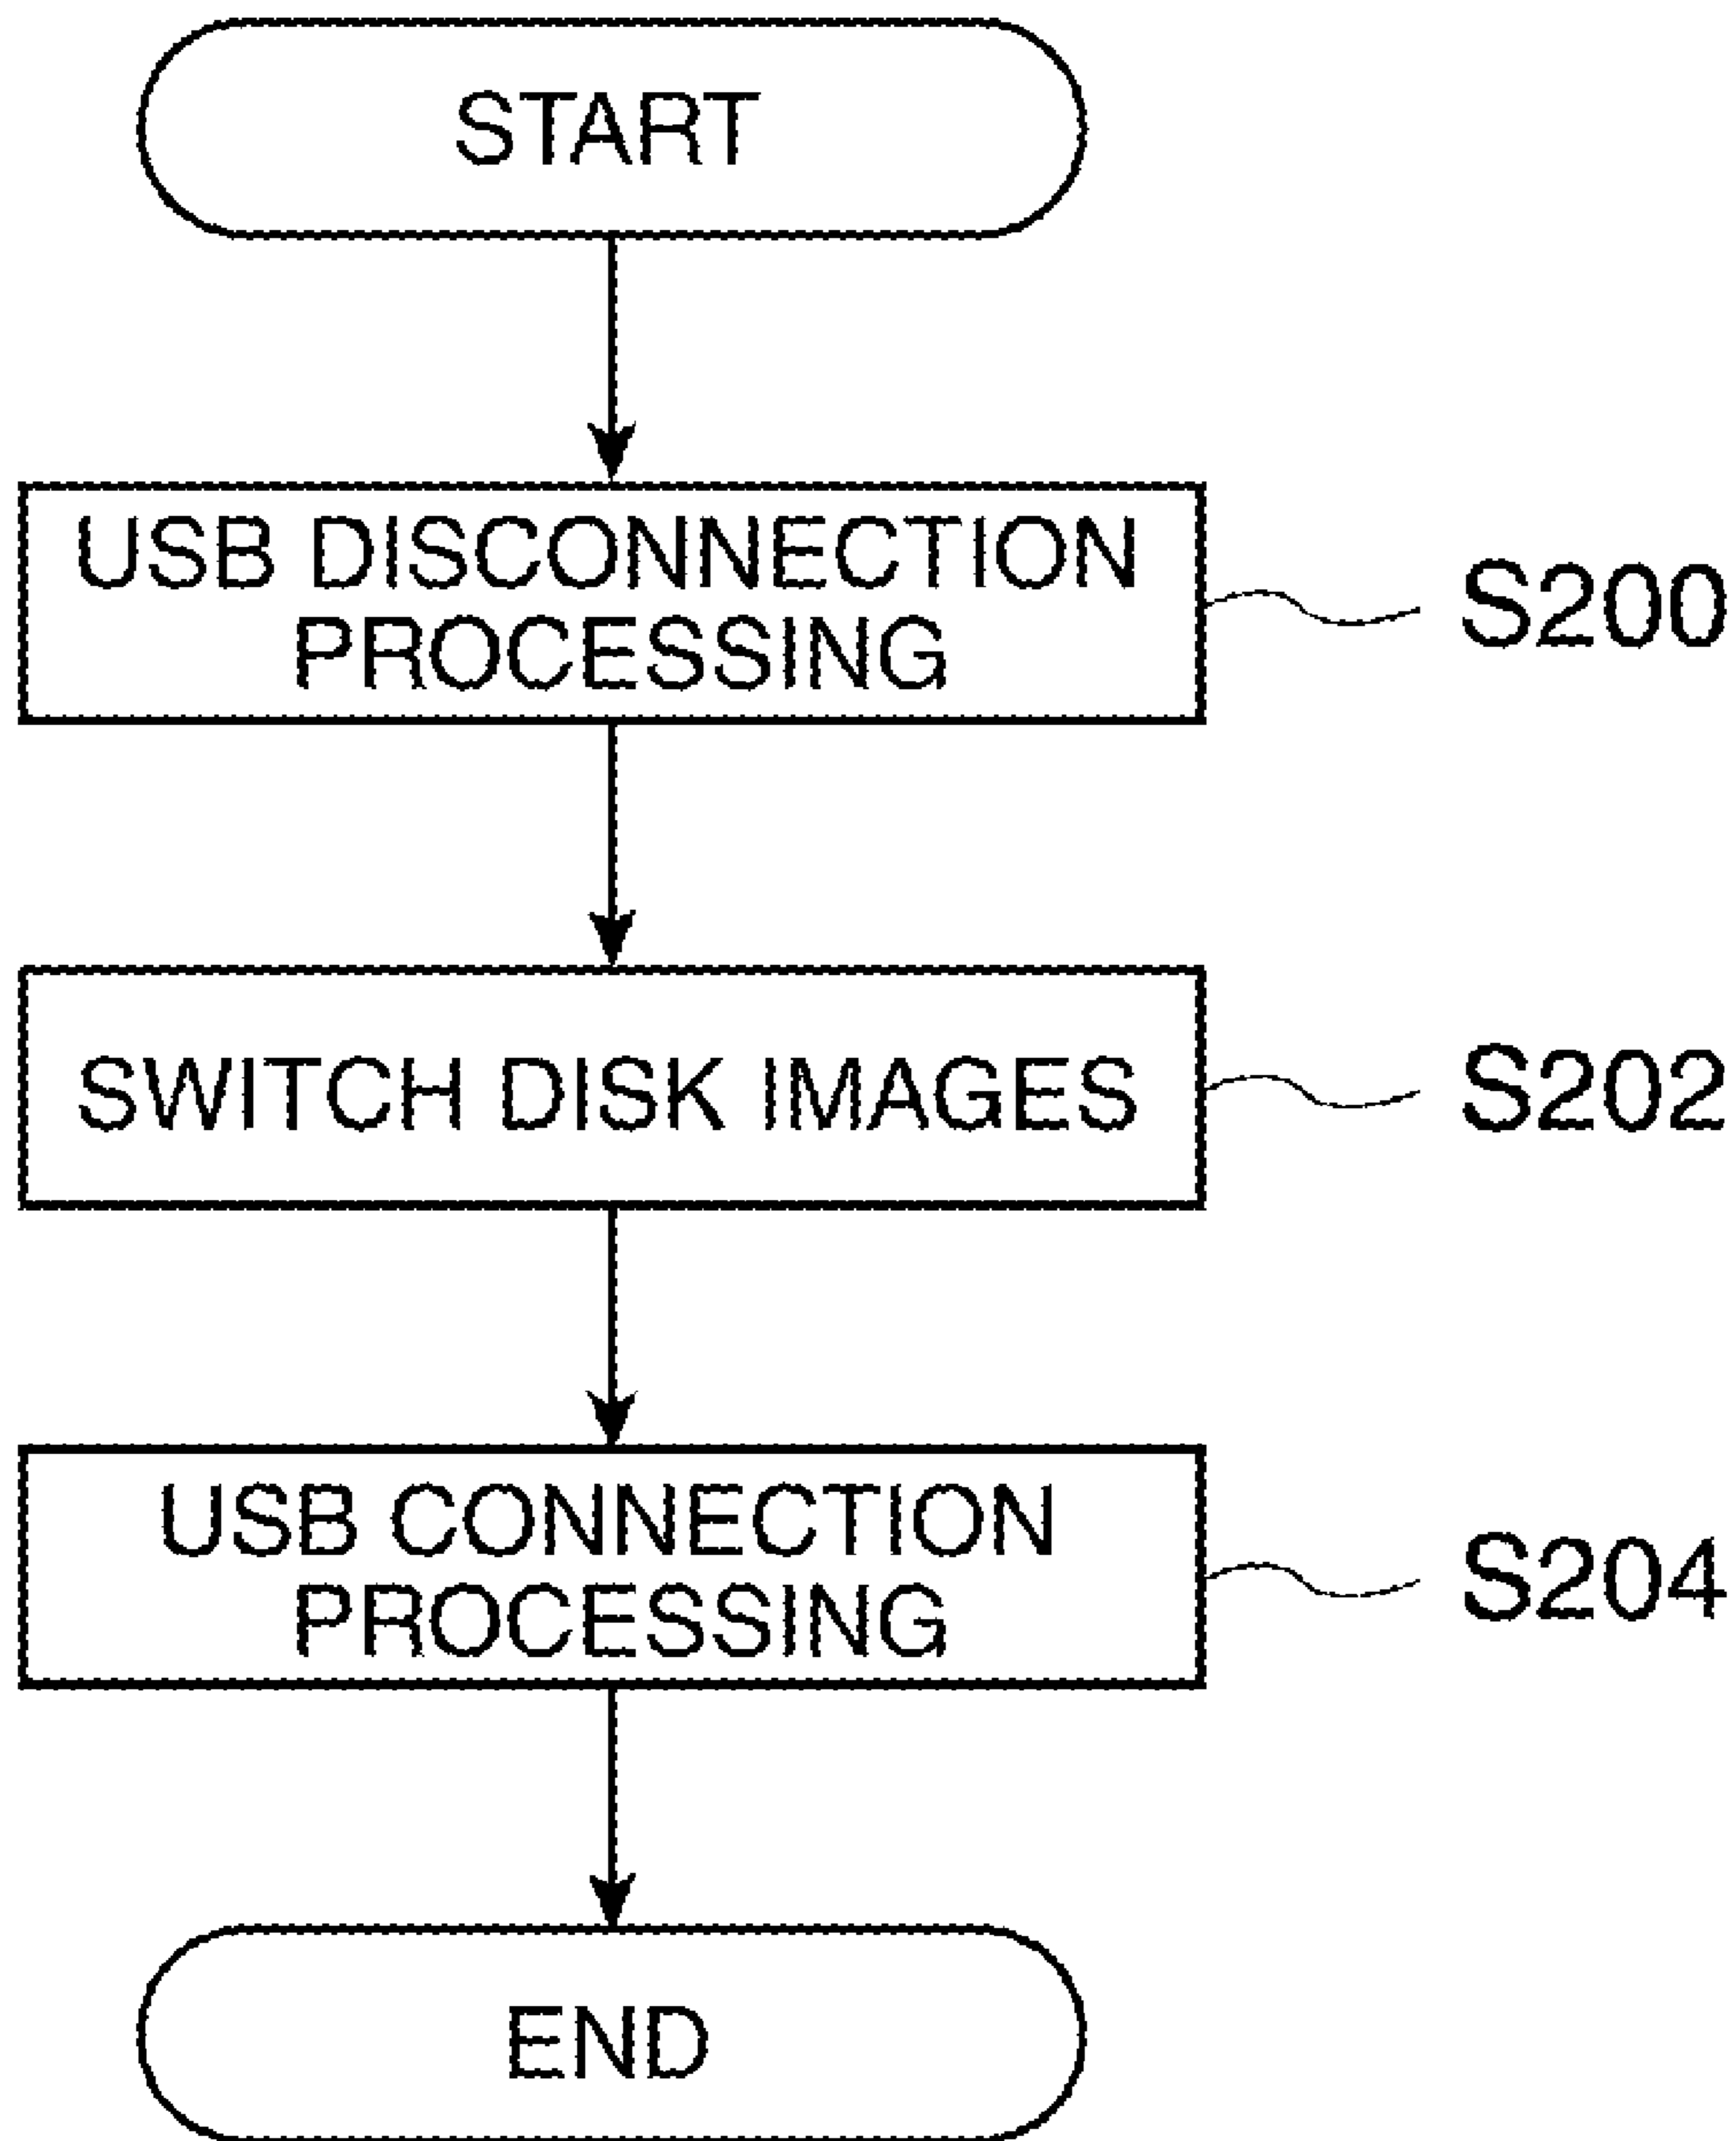 START
USB DISCONNECTION
PROCESSING
S200
SWITCH DISK IMAGES
S202
USB CONNECTION
PROCESSING
S204
END